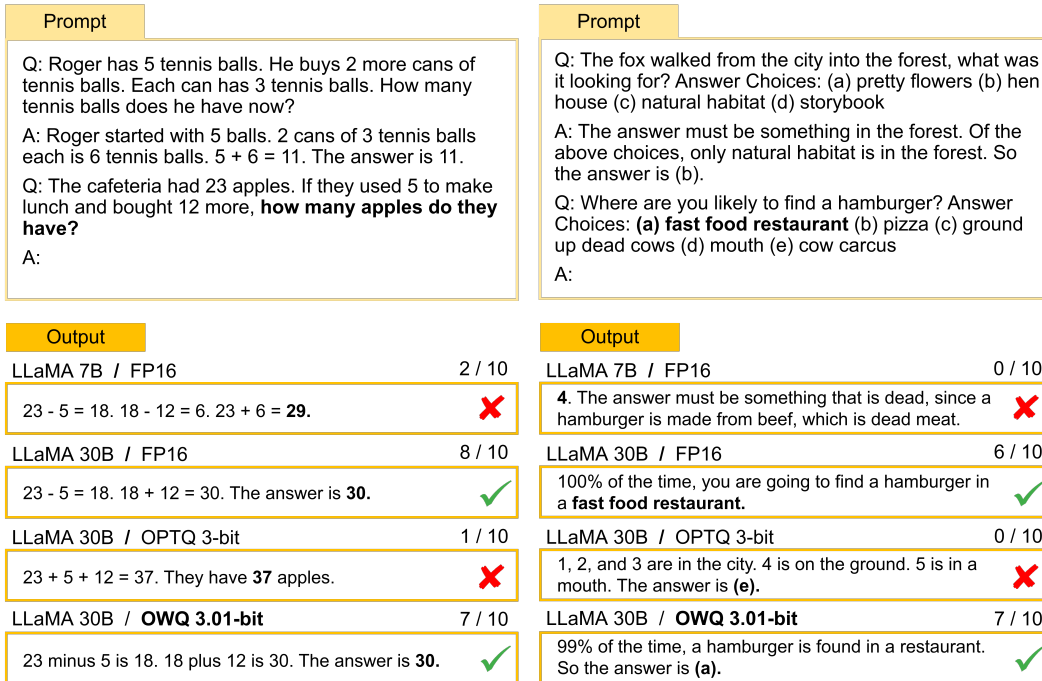 Prompt
Q: Roger has 5 tennis balls. He buys 2 more cans of
tennis balls. Each can has 3 tennis balls. How many
tennis balls does he have now?
A: Roger started with 5 balls. 2 cans of 3 tennis balls
each is 6 tennis balls. 5 + 6 = 11. The answer is 11.
Q: The cafeteria had 23 apples. If they used 5 to make
lunch and bought 12 more, how many apples do they
have?
A:
Output
LLaMA 7B / FP16 2 / 10
23 - 5 = 18. 18 - 12 = 6. 23 + 6 = 29.
LLaMA 30B / FP16 8 / 10
23 - 5 = 18. 18 + 12 = 30. The answer is 30.
LLaMA 30B / OPTQ 3-bit 1 / 10
23 + 5 + 12 = 37. They have 37 apples.
LLaMA 30B / OWQ 3.01-bit 7 / 10
23 minus 5 is 18. 18 plus 12 is 30. The answer is 30.
Prompt
Q: The fox walked from the city into the forest, what was
it looking for? Answer Choices: (a) pretty flowers (b) hen
house (c) natural habitat (d) storybook
A: The answer must be something in the forest. Of the
above choices, only natural habitat is in the forest. So
the answer is (b).
Q: Where are you likely to find a hamburger? Answer
Choices: (a) fast food restaurant (b) pizza (c) ground
up dead cows (d) mouth (e) cow carcus
A:
Output
LLaMA 7B / FP16 0 / 10
4. The answer must be something that is dead, since a
hamburger is made from beef, which is dead meat.
LLaMA 30B / FP16 6 / 10
100% of the time, you are going to find a hamburger in
a fast food restaurant.
LLaMA 30B / OPTQ 3-bit 0 / 10
1, 2, and 3 are in the city. 4 is on the ground. 5 is in a
mouth. The answer is (e).
LLaMA 30B / OWQ 3.01-bit 7 / 10
99% of the time, a hamburger is found in a restaurant.
So the answer is (a).